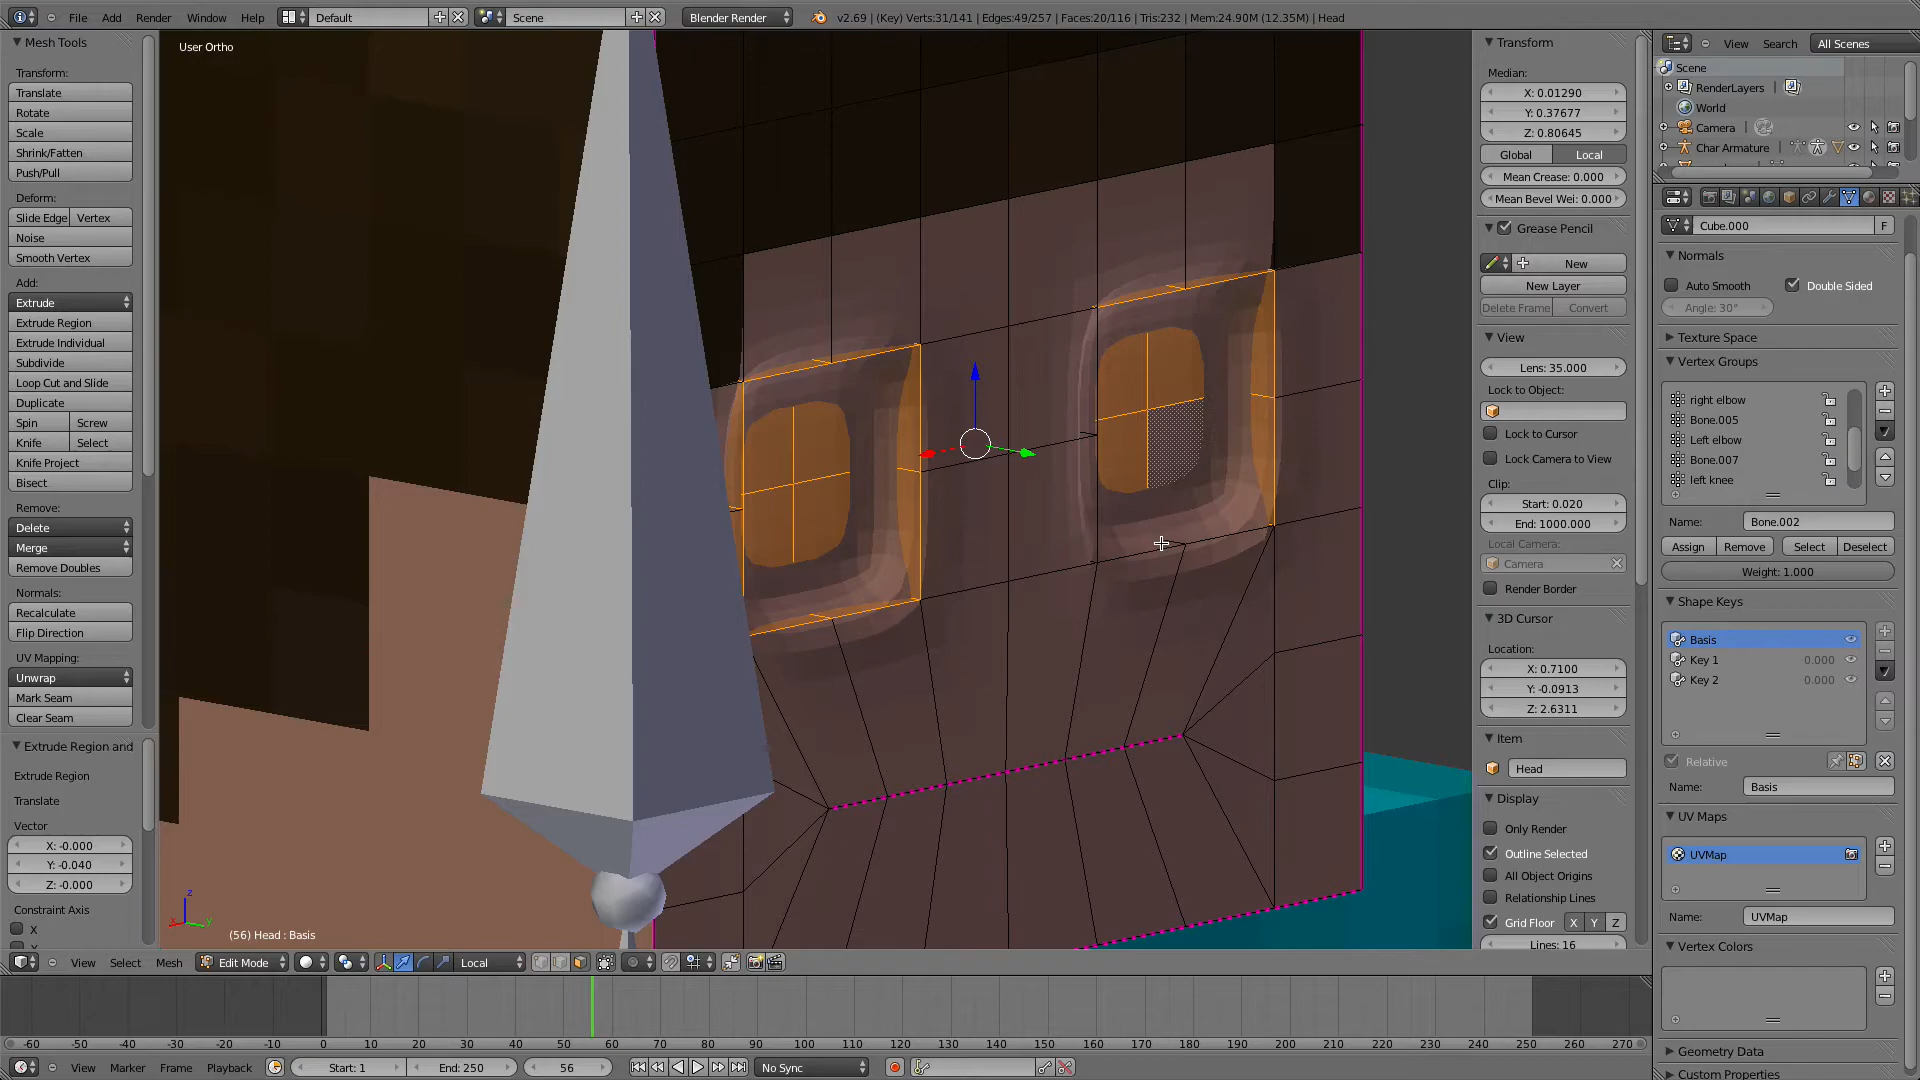 File Add Render Window Help Default Scene Blender Render v2.69 | (Key) Verts:31/141 | Edges:49/257 | Faces:20/116 | Tris:232 | Mem:24.90M (12.35M) | Head
Mesh Tools
Transform:
Translate
Rotate
Scale
Shrink/Fatten
Push/Pull
Deform:
Slide Edge Vertex
Noise
Smooth Vertex
Add:
Extrude
Extrude Region
Extrude Individual
Subdivide
Loop Cut and Slide
Duplicate
Spin Screw
Knife Select
Knife Project
Bisect
Remove:
Delete
Merge
Remove Doubles
Normals:
Recalculate
Flip Direction
UV Mapping:
Unwrap
Mark Seam
Clear Seam
Extrude Region and
Extrude Region
Translate
Vector
X: -0.000
Y: -0.040
Z: -0.000
Constraint Axis
X
User Ortho
(56) Head : Basis
Transform
Median:
X: 0.01290
Y: 0.37677
Z: 0.80645
Global Local
Mean Crease: 0.000
Mean Bevel Wei: 0.000
Grease Pencil
New
New Layer
Delete Frame Convert
View
Lens: 35.000
Lock to Object:
Lock to Cursor
Lock Camera to View
Clip:
Start: 0.020
End: 1000.000
Local Camera:
Camera
Render Border
3D Cursor
Location:
X: 0.7100
Y: -0.0913
Z: 2.6311
Item
Head
Display
Only Render
Outline Selected
All Object Origins
Relationship Lines
Grid Floor X Y Z
Lines: 16
View Search All Scenes
Scene
RenderLayers
World
Camera
Char Armature
Cube.000 F
Normals
Auto Smooth Double Sided
Angle: 30°
Texture Space
Vertex Groups
right elbow
Bone.005
Left elbow
Bone.007
left knee
Name: Bone.002
Assign Remove Select Deselect
Weight: 1.000
Shape Keys
Basis
Key 1 0.000
Key 2 0.000
Relative
Name: Basis
UV Maps
UVMap
Name: UVMap
Vertex Colors
Geometry Data
Custom Properties
View Select Mesh Edit Mode Local
-60 -50 -40 -30 -20 -10 0 10 20 30 40 50 60 70 80 90 100 110 120 130 140 150 160 170 180 190 200 210 220 230 240 250 260 270
View Marker Frame Playback Start: 1 End: 250 56 No Sync